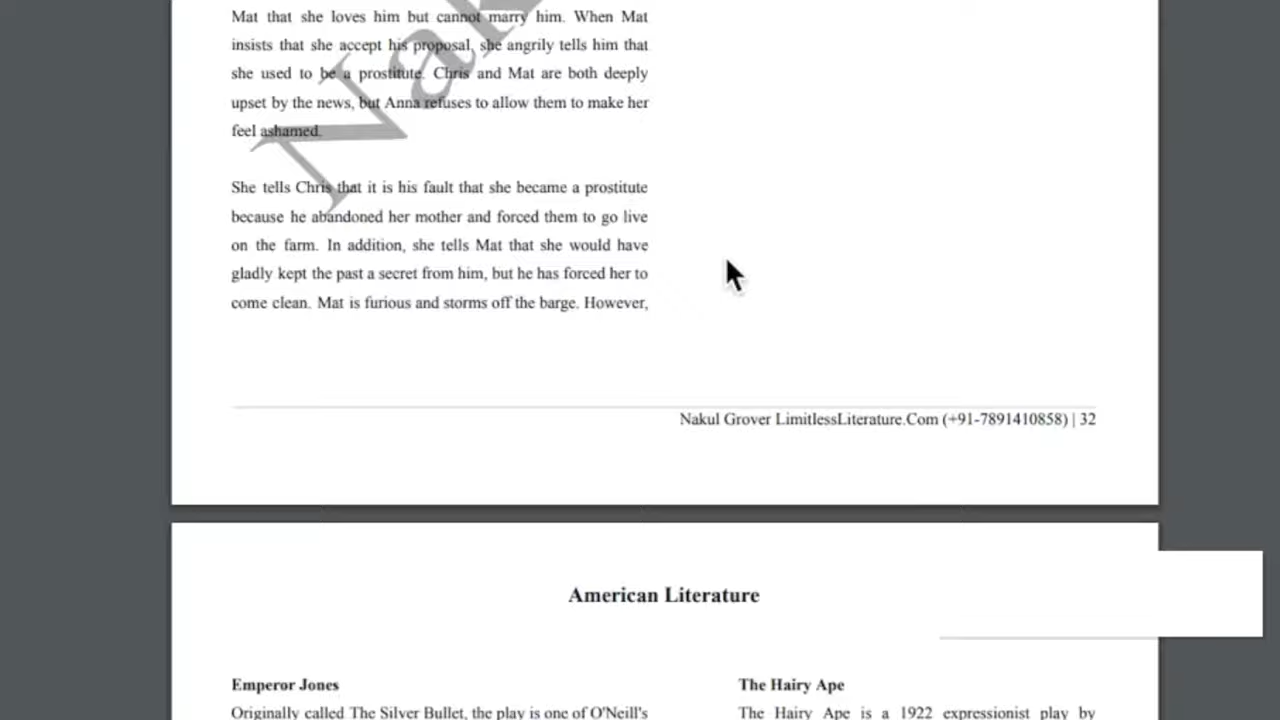 Mat that she loves him but cannot marry him. When Mat
insists that she accept his proposal, she angrily tells him that
she used to be a prostitute. Chris and Mat are both deeply
upset by the news, but Anna refuses to allow them to make her
feel ashamed.
She tells Chris that it is his fault that she became a prostitute
because he abandoned her mother and forced them to go live
on the farm. In addition, she tells Mat that she would have
gladly kept the past a secret from him, but he has forced her to
come clean. Mat is furious and storms off the barge. However,
Nak
Nakul Grover LimitlessLiterature.Com (+91-7891410858) | 32
American Literature
Emperor Jones
Originally called The Silver Bullet, the play is one of O'Neill's
The Hairy Ape
The Hairy Ape is a 1922 expressionist play by